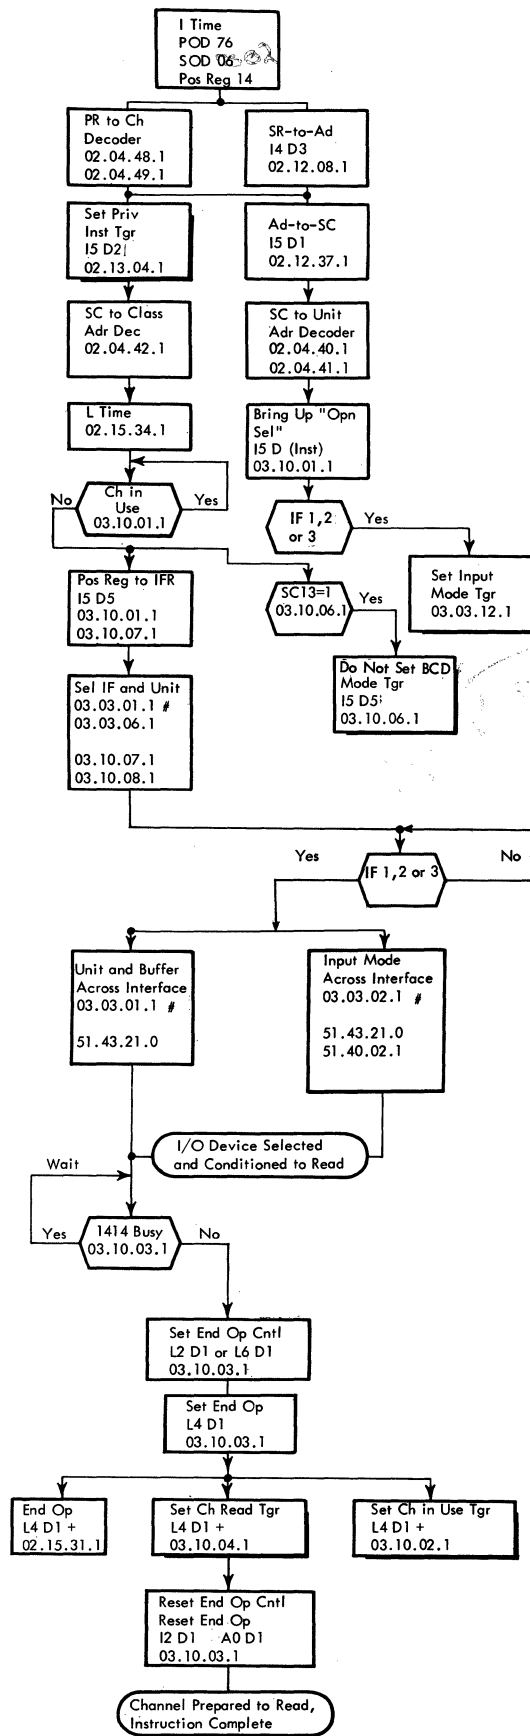 I Time
POD 76
SOD 06
Pos Reg 14
PR to Ch
Decoder
02.04.48.1
02.04.49.1
SR-to-Ad
I4 D3
02.12.08.1
Set Priv
Inst Tgr
I5 D2
02.13.04.1
Ad-to-SC
I5 D1
02.12.37.1
SC to Class
Adr Dec
02.04.42.1
SC to Unit
Adr Decoder
02.04.40.1
02.04.41.1
L Time
02.15.34.1
Bring Up "Opn
Sel"
I5 D (Inst)
03.10.01.1
No
Ch in
Use
03.10.01.1
Yes
IF 1,2
or 3
Yes
Set Input
Mode Tgr
03.03.12.1
Pos Reg to IFR
I5 D5
03.10.01.1
03.10.07.1
SC13=1
03.10.06.1
Yes
Do Not Set BCD
Mode Tgr
I5 D5
03.10.06.1
Sel IF and Unit
03.03.01.1 #
03.03.06.1
03.10.07.1
03.10.08.1
Yes
IF 1,2 or 3
No
Unit and Buffer
Across Interface
03.03.01.1 #
51.43.21.0
Input Mode
Across Interface
03.03.02.1 #
51.43.21.0
51.40.02.1
I/O Device Selected
and Conditioned to Read
Wait
Yes
1414 Busy
03.10.03.1
No
Set End Op Cntl
L2 D1 or L6 D1
03.10.03.1
Set End Op
L4 D1
03.10.03.1
End Op
L4 D1 +
02.15.31.1
Set Ch Read Tgr
L4 D1 +
03.10.04.1
Set Ch in Use Tgr
L4 D1 +
03.10.02.1
Reset End Op Cntl
Reset End Op
I2 D1 A0 D1
03.10.03.1
Channel Prepared to Read,
Instruction Complete